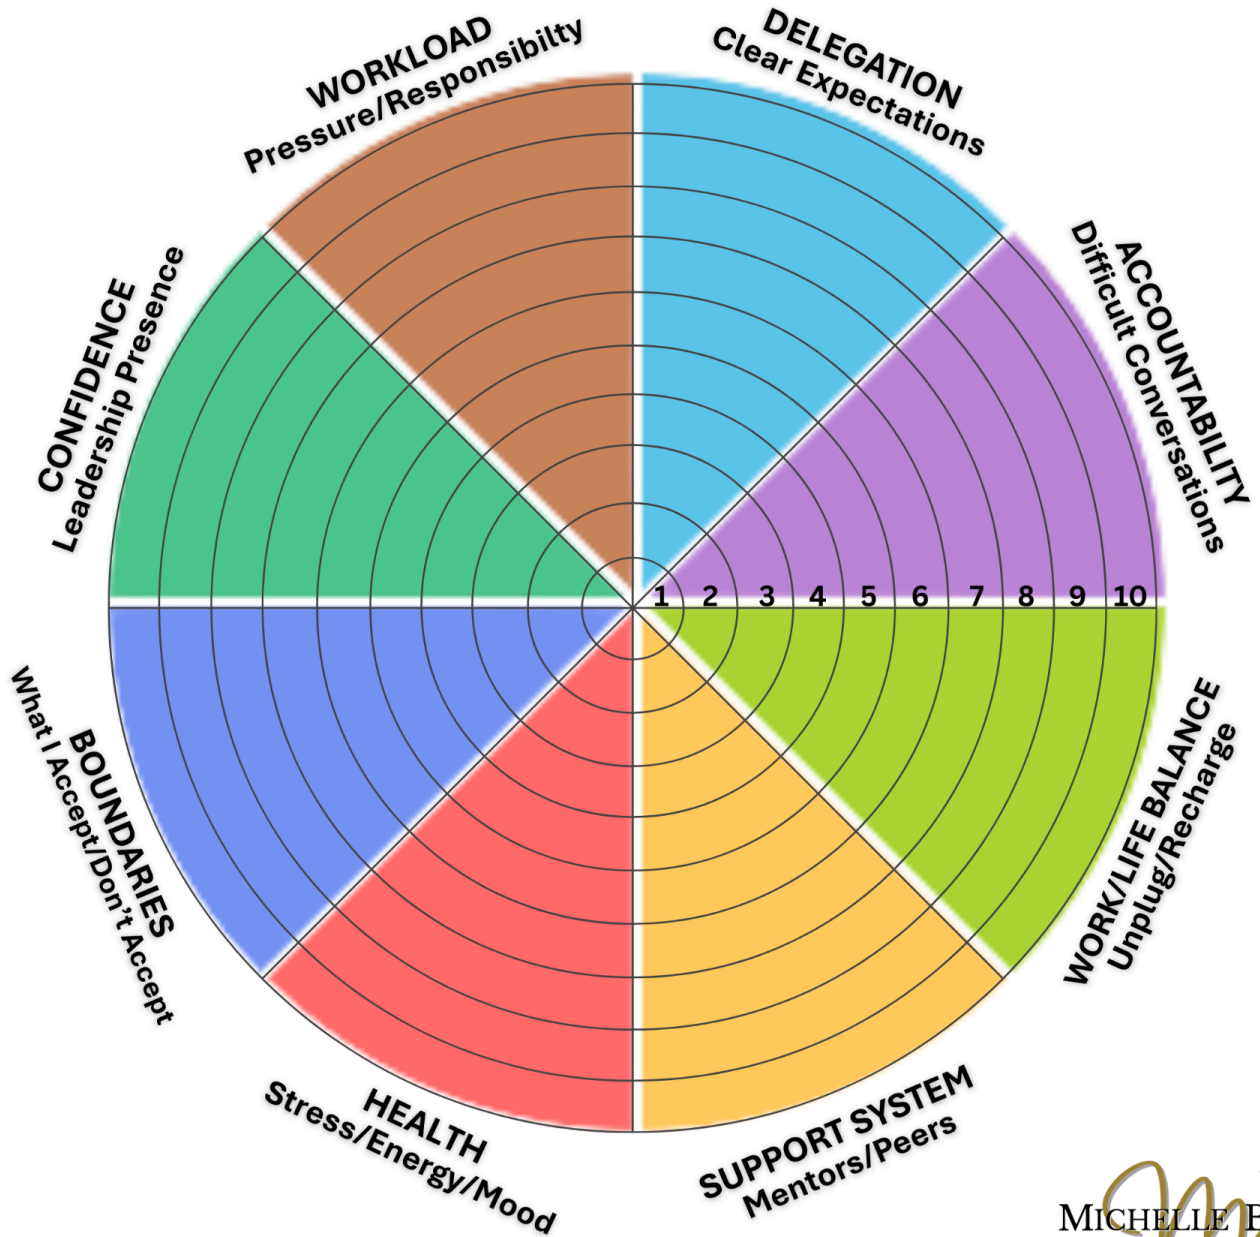 WORKLOAD
Pressure/Responsibilty
DELEGATION
Clear Expectations
ACCOUNTABILITY
Difficult Conversations
CONFIDENCE
Leadership Presence
1 2 3 4 5 6 7 8 9 10
BOUNDARIES
What I Accept/Don't Accept
WORK/LIFE BALANCE
Unplug/Recharge
HEALTH
Stress/Energy/Mood
SUPPORT SYSTEM
Mentors/Peers
MICHELLE